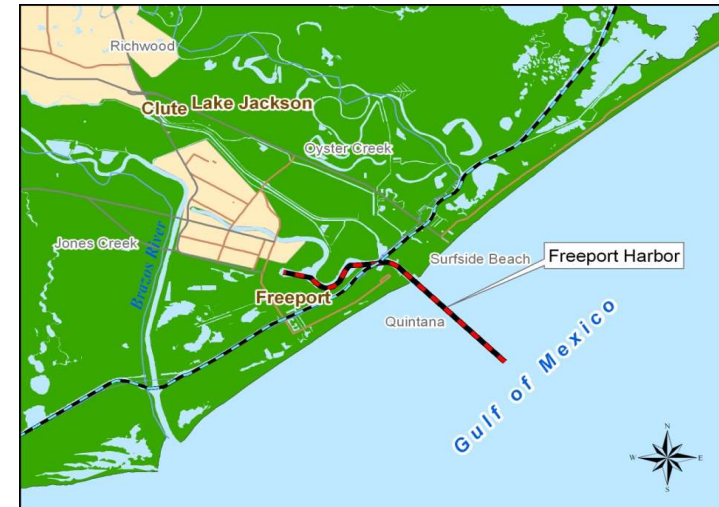 Richwood
Clute Lake Jackson
Oyster Creek
Jones Creek
Brazos River
Surfside Beach
Freeport Harbor
Freeport
Quintana
Gulf of Mexico
N
W E
S